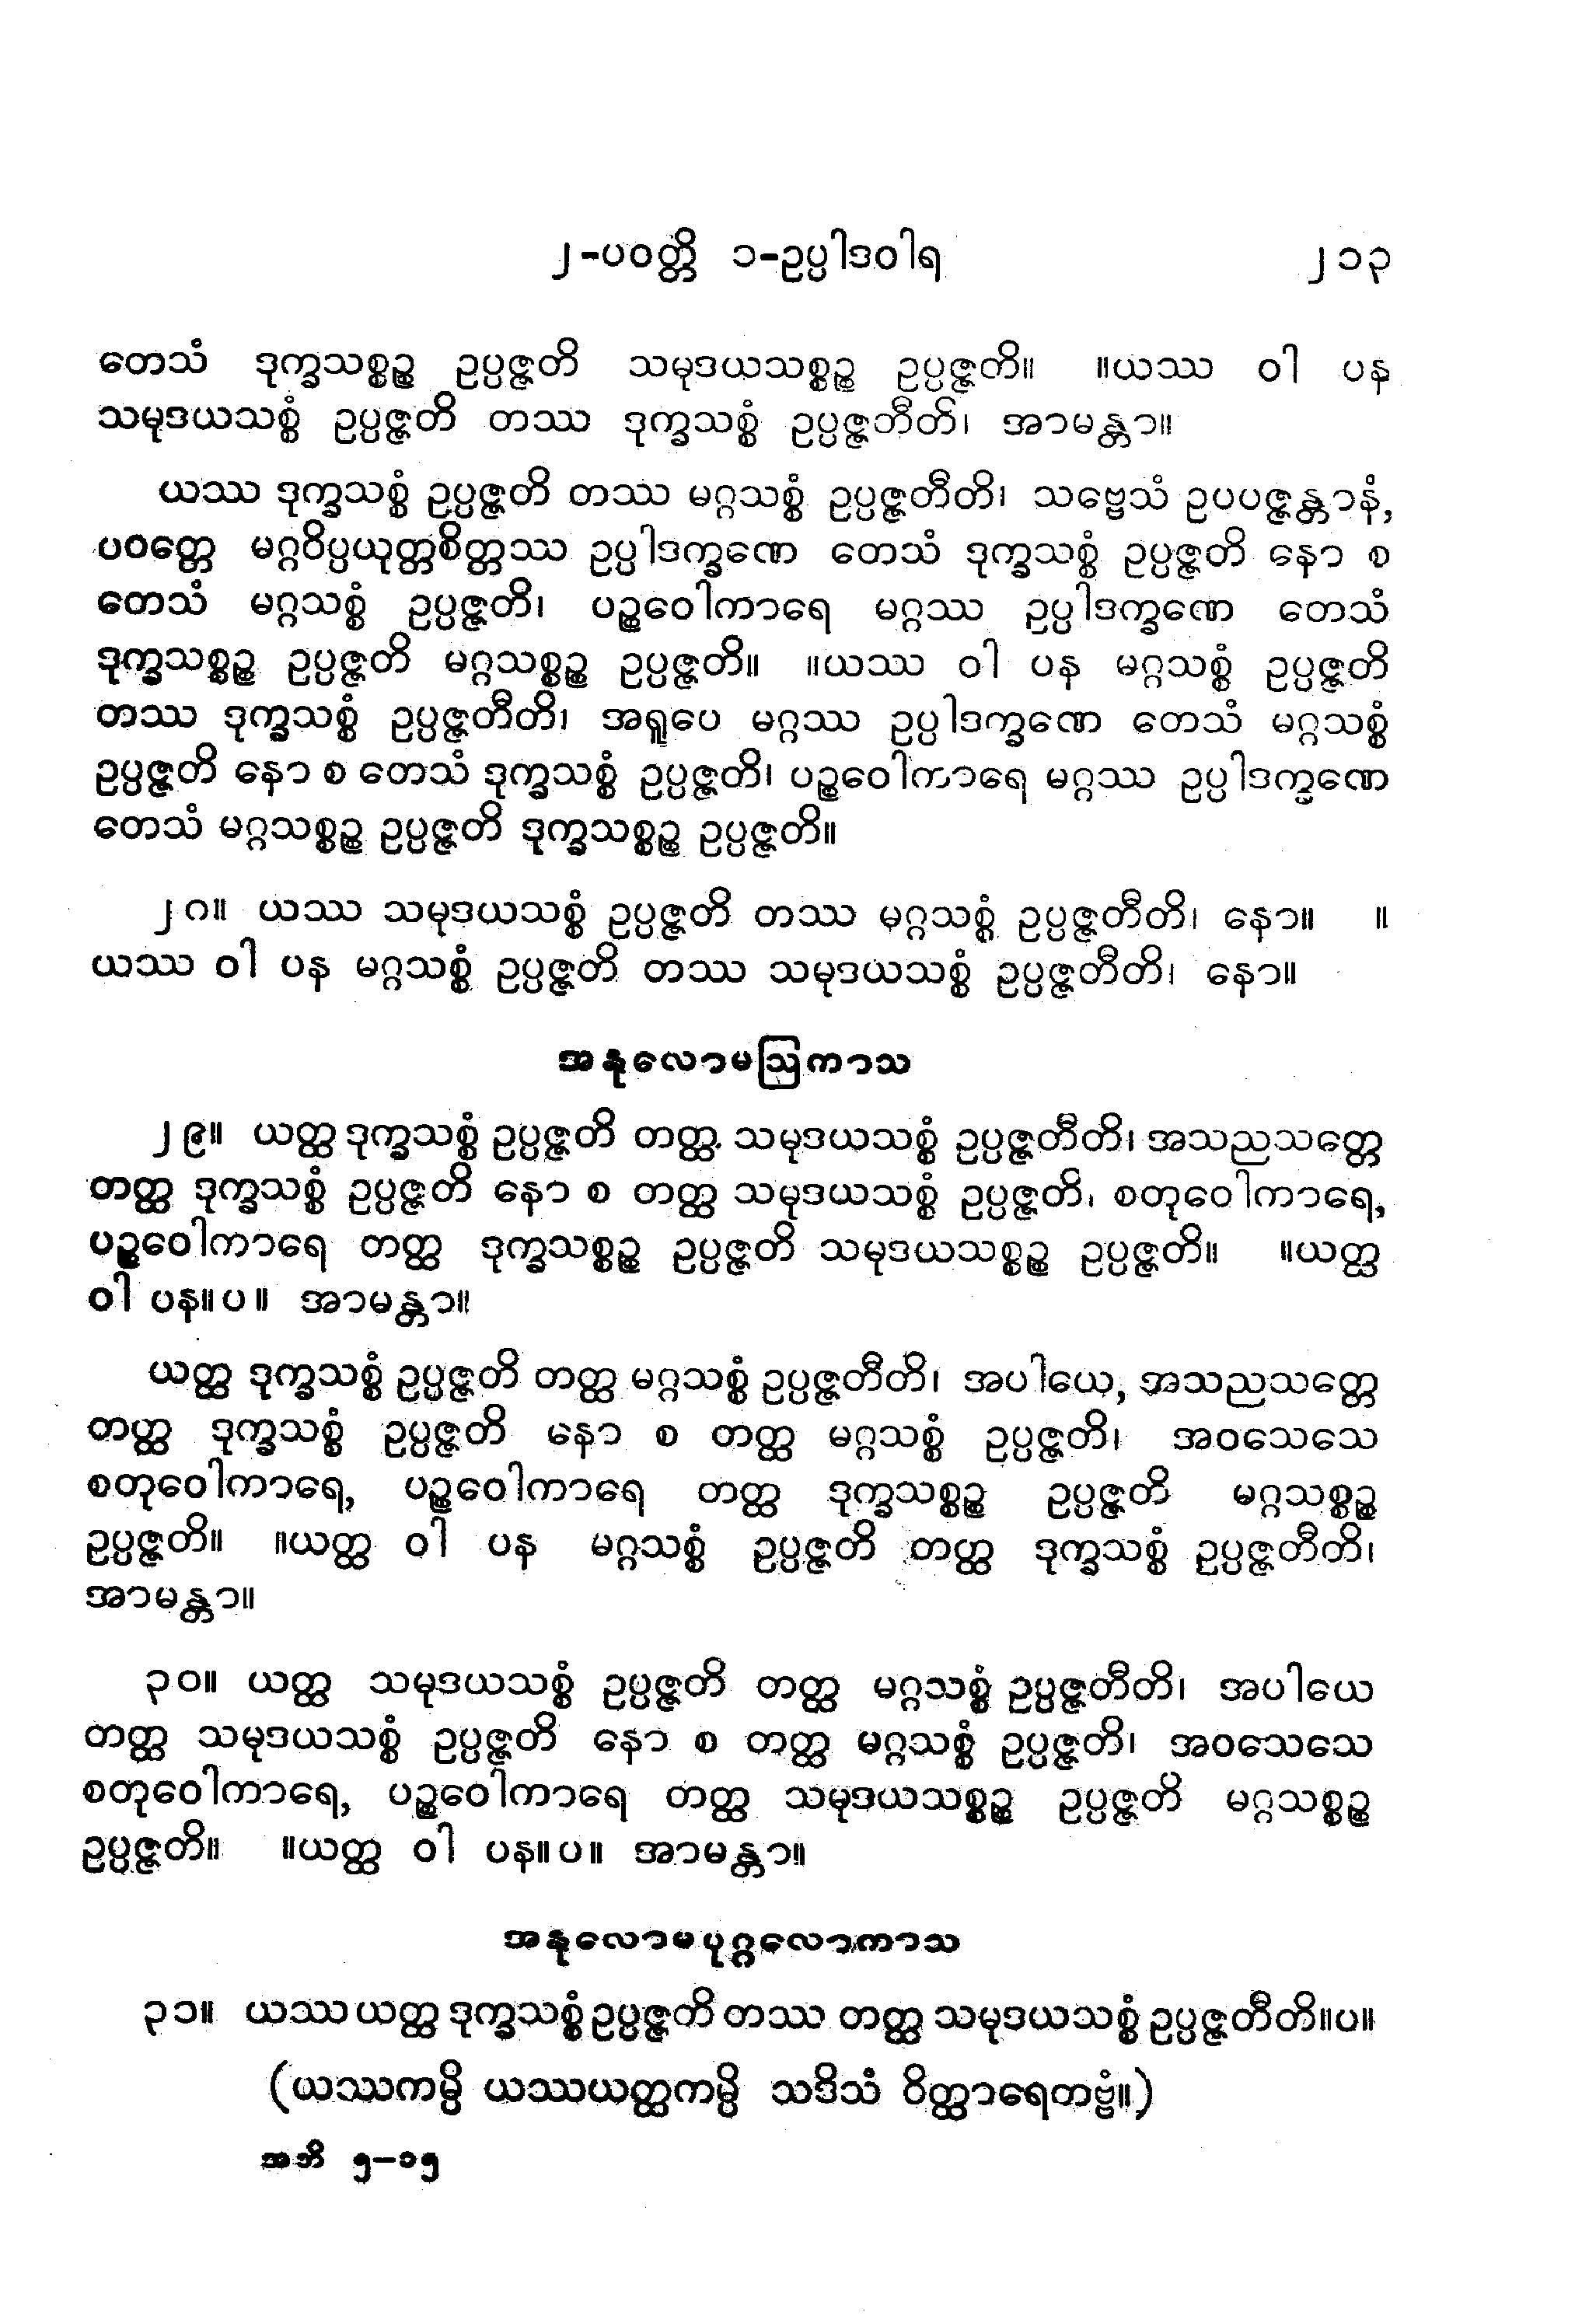 ၂-ပဝတ္တိ ၁-ဥပ္ပါဒဝါရ ၂၁၃
တေသံ ဒုက္ခသစ္စဉ္စ ဥပ္ပဇ္ဇတိ သမုဒယသစ္စဉ္စ ဥပ္ပဇ္ဇတိ။ ။ယဿ ဝါ ပန
သမုဒယသစ္စံ ဥပ္ပဇ္ဇတိ တဿ ဒုက္ခသစ္စံ ဥပ္ပဇ္ဇတီတိ၊ အာမန္တာ။
ယဿ ဒုက္ခသစ္စံ ဥပ္ပဇ္ဇတိ တဿ မဂ္ဂသစ္စံ ဥပ္ပဇ္ဇတီတိ၊ သဗ္ဗေသံ ဥပပဇ္ဇန္တာနံ,
ပဝတ္တေ မဂ္ဂဝိပ္ပယုတ္တစိတ္တဿ ဥပ္ပါဒက္ခဏေ တေသံ ဒုက္ခသစ္စံ ဥပ္ပဇ္ဇတိ နော စ
တေသံ မဂ္ဂသစ္စံ ဥပ္ပဇ္ဇတိ၊ ပဉ္စဝေါကာရေ မဂ္ဂဿ ဥပ္ပါဒက္ခဏေ တေသံ
ဒုက္ခသစ္စဉ္စ ဥပ္ပဇ္ဇတိ မဂ္ဂသစ္စဉ္စ ဥပ္ပဇ္ဇတိ။ ။ယဿ ဝါ ပန မဂ္ဂသစ္စံ ဥပ္ပဇ္ဇတိ
တဿ ဒုက္ခသစ္စံ ဥပ္ပဇ္ဇတီတိ၊ အရူပေ မဂ္ဂဿ ဥပ္ပါဒက္ခဏေ တေသံ မဂ္ဂသစ္စံ
ဥပ္ပဇ္ဇတိ နော စ တေသံ ဒုက္ခသစ္စံ ဥပ္ပဇ္ဇတိ၊ ပဉ္စဝေါကာရေ မဂ္ဂဿ ဥပ္ပါဒက္ခဏေ
တေသံ မဂ္ဂသစ္စဉ္စ ဥပ္ပဇ္ဇတိ ဒုက္ခသစ္စဉ္စ ဥပ္ပဇ္ဇတိ။
၂၈။ ယဿ သမုဒယသစ္စံ ဥပ္ပဇ္ဇတိ တဿ မဂ္ဂသစ္စံ ဥပ္ပဇ္ဇတီတိ၊ နော။ ။
ယဿ ဝါ ပန မဂ္ဂသစ္စံ ဥပ္ပဇ္ဇတိ တဿ သမုဒယသစ္စံ ဥပ္ပဇ္ဇတီတိ၊ နော။
အနုလောမဩကာသ
၂၉။ ယတ္ထ ဒုက္ခသစ္စံ ဥပ္ပဇ္ဇတိ တတ္ထ သမုဒယသစ္စံ ဥပ္ပဇ္ဇတီတိ၊ အသညသတ္တေ
တတ္ထ ဒုက္ခသစ္စံ ဥပ္ပဇ္ဇတိ နော စ တတ္ထ သမုဒယသစ္စံ ဥပ္ပဇ္ဇတိ၊ စတုဝေါကာရေ,
ပဉ္စဝေါကာရေ တတ္ထ ဒုက္ခသစ္စဉ္စ ဥပ္ပဇ္ဇတိ သမုဒယသစ္စဉ္စ ဥပ္ပဇ္ဇတိ။ ။ယတ္ထ
ဝါ ပန။ပ။ အာမန္တာ။
ယတ္ထ ဒုက္ခသစ္စံ ဥပ္ပဇ္ဇတိ တတ္ထ မဂ္ဂသစ္စံ ဥပ္ပဇ္ဇတီတိ၊ အပါယေ, အသညသတ္တေ
တတ္ထ ဒုက္ခသစ္စံ ဥပ္ပဇ္ဇတိ နော စ တတ္ထ မဂ္ဂသစ္စံ ဥပ္ပဇ္ဇတိ၊ အဝသေသေ
စတုဝေါကာရေ, ပဉ္စဝေါကာရေ တတ္ထ ဒုက္ခသစ္စဉ္စ ဥပ္ပဇ္ဇတိ မဂ္ဂသစ္စဉ္စ
ဥပ္ပဇ္ဇတိ။ ။ယတ္ထ ဝါ ပန မဂ္ဂသစ္စံ ဥပ္ပဇ္ဇတိ တတ္ထ ဒုက္ခသစ္စံ ဥပ္ပဇ္ဇတီတိ၊
အာမန္တာ။
၃၀။ ယတ္ထ သမုဒယသစ္စံ ဥပ္ပဇ္ဇတိ တတ္ထ မဂ္ဂသစ္စံ ဥပ္ပဇ္ဇတီတိ၊ အပါယေ
တတ္ထ သမုဒယသစ္စံ ဥပ္ပဇ္ဇတိ နော စ တတ္ထ မဂ္ဂသစ္စံ ဥပ္ပဇ္ဇတိ၊ အဝသေသေ
စတုဝေါကာရေ, ပဉ္စဝေါကာရေ တတ္ထ သမုဒယသစ္စဉ္စ ဥပ္ပဇ္ဇတိ မဂ္ဂသစ္စဉ္စ
ဥပ္ပဇ္ဇတိ။ ။ယတ္ထ ဝါ ပန။ပ။ အာမန္တာ။
အနုလောမပုဂ္ဂလောကာသ
၃၁။ ယဿ ယတ္ထ ဒုက္ခသစ္စံ ဥပ္ပဇ္ဇတိ တဿ တတ္ထ သမုဒယသစ္စံ ဥပ္ပဇ္ဇတီတိ။ပ။
(ယဿကမ္ပိ ယဿယတ္ထကမ္ပိ သဒိသံ ဝိတ္ထာရေတဗ္ဗံ။)
အဘိ ၅−၁၅